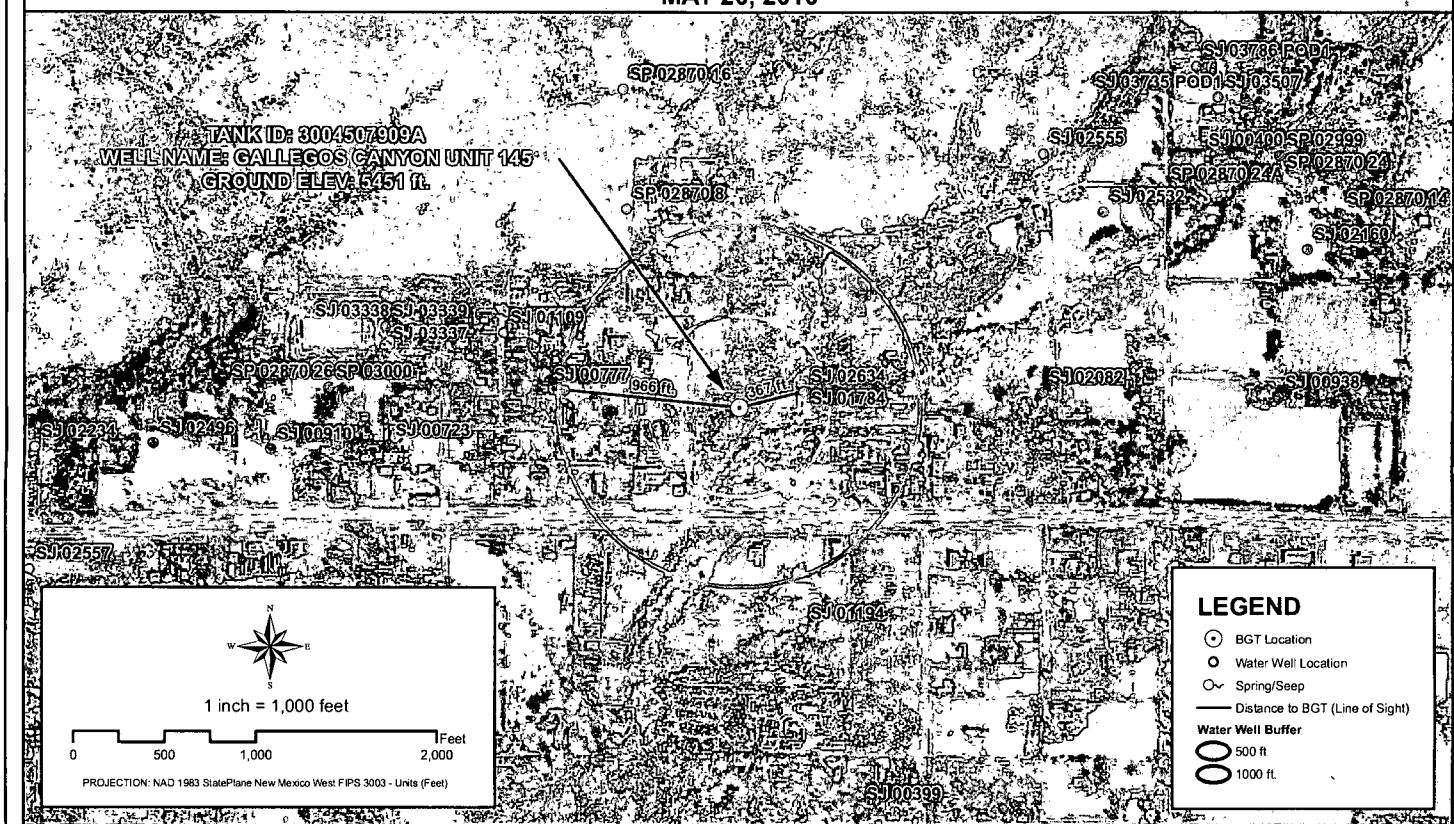 SJ 03786 POD1
SP 02870 16
SJ 03735 POD1 SJ 03507
TANK ID: 3004507909A
WELL NAME: GALLEGOS CANYON UNIT 145
GROUND ELEV: 5451 ft.
SJ 02555
SJ 00400 SP 02999
SP 02870 24
SP 02870 24A
SP 02870 8
SJ 02532
SP 02870 14
SJ 02160
SJ 03338 SJ 03339
SJ 01109
SJ 03337
SP 02870 26 SP 03000
SJ 00777
966 ft.
SJ 02634
SJ 02082
SJ 00938
SJ 01784
SJ 02234
SJ 02496
SJ 00910
SJ 00723
SJ 02557
SJ 01194
SJ 00399
N
W
E
S
1 inch = 1,000 feet
Feet
0 500 1,000 2,000
PROJECTION: NAD 1983 StatePlane New Mexico West FIPS 3003 - Units (Feet)
LEGEND
BGT Location
Water Well Location
Spring/Seep
Distance to BGT (Line of Sight)
Water Well Buffer
500 ft
1000 ft.